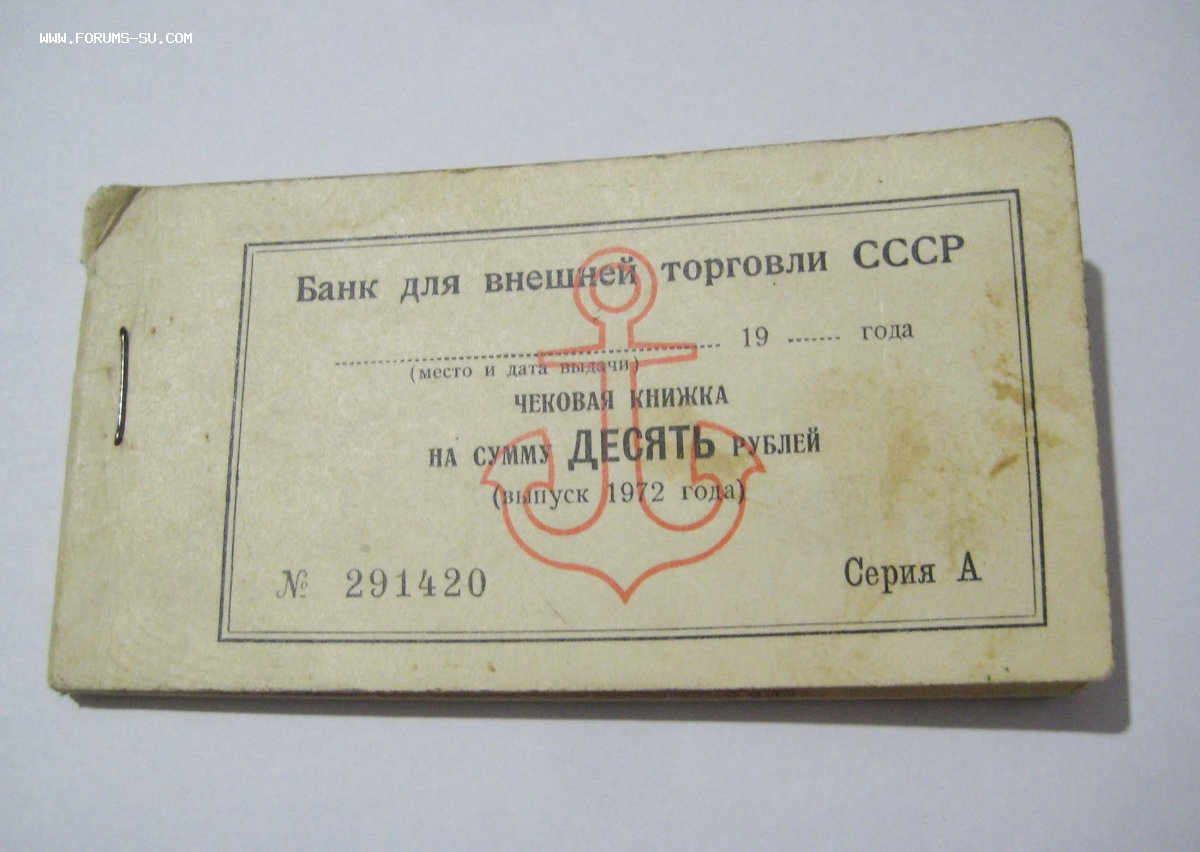 WWW.FORUMS-SU.COM
Банк для внешней торговли СССР
19 ...... года
(место и дата выдачи)
ЧЕКОВАЯ КНИЖКА
НА СУММУ ДЕСЯТЬ РУБЛЕЙ
(выпуск 1972 года)
№ 291420 Серия А